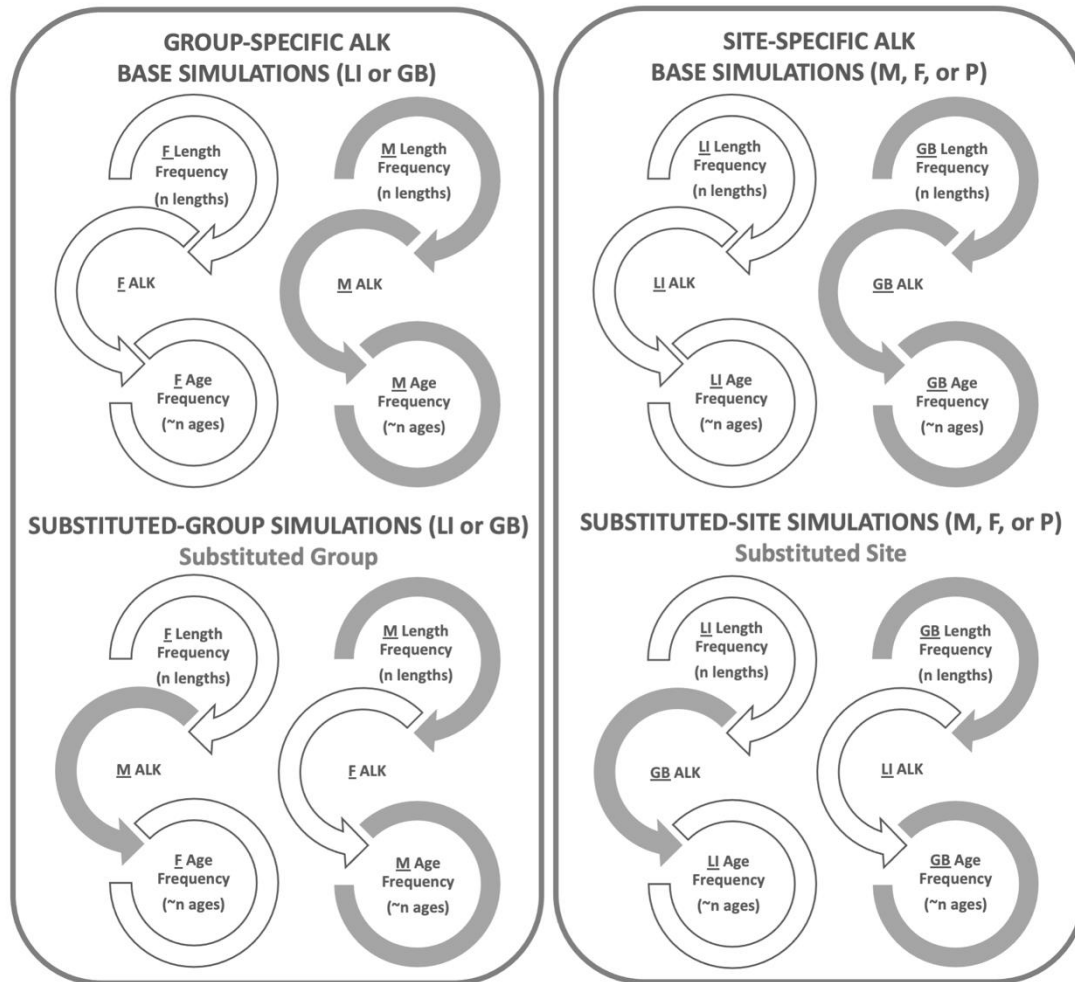 GROUP-SPECIFIC ALK
BASE SIMULATIONS (LI or GB)
F Length
Frequency
(n lengths)
M Length
Frequency
(n lengths)
F ALK
M ALK
F Age
Frequency
(~n ages)
M Age
Frequency
(~n ages)
SUBSTITUTED-GROUP SIMULATIONS (LI or GB)
Substituted Group
F Length
Frequency
(n lengths)
M Length
Frequency
(n lengths)
M ALK
F ALK
F Age
Frequency
(~n ages)
M Age
Frequency
(~n ages)
SITE-SPECIFIC ALK
BASE SIMULATIONS (M, F, or P)
LI Length
Frequency
(n lengths)
GB Length
Frequency
(n lengths)
LI ALK
GB ALK
LI Age
Frequency
(~n ages)
GB Age
Frequency
(~n ages)
SUBSTITUTED-SITE SIMULATIONS (M, F, or P)
Substituted Site
LI Length
Frequency
(n lengths)
GB Length
Frequency
(n lengths)
GB ALK
LI ALK
LI Age
Frequency
(~n ages)
GB Age
Frequency
(~n ages)